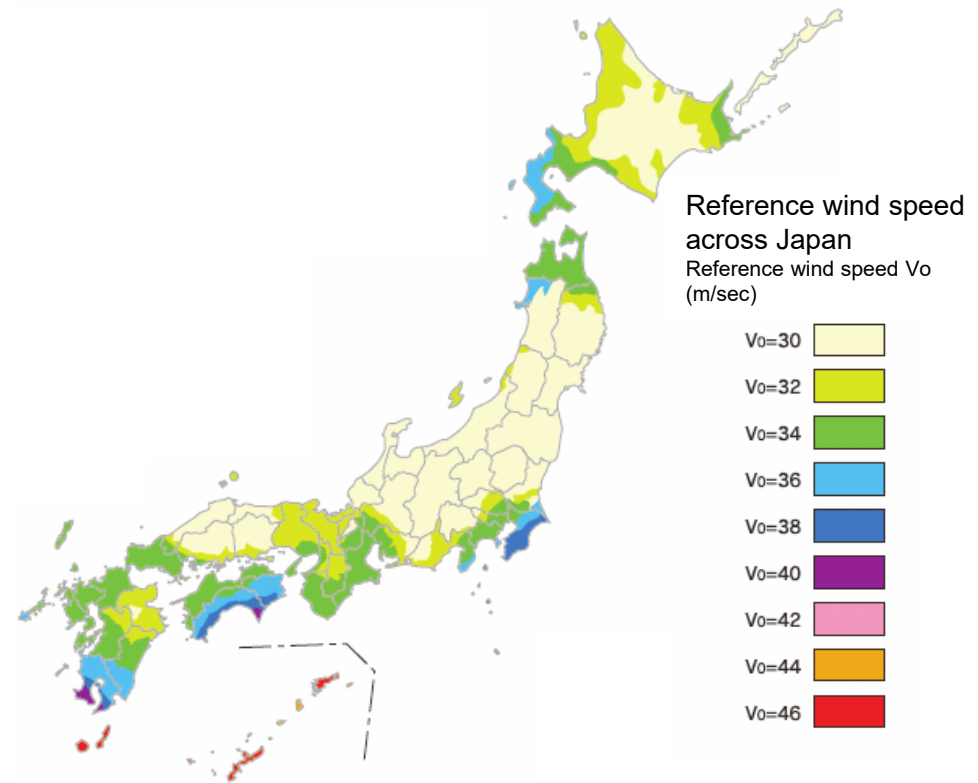 Reference wind speed
across Japan
Reference wind speed Vo
(m/sec)
V0=30
V0=32
V0=34
V0=36
V0=38
V0=40
V0=42
V0=44
V0=46